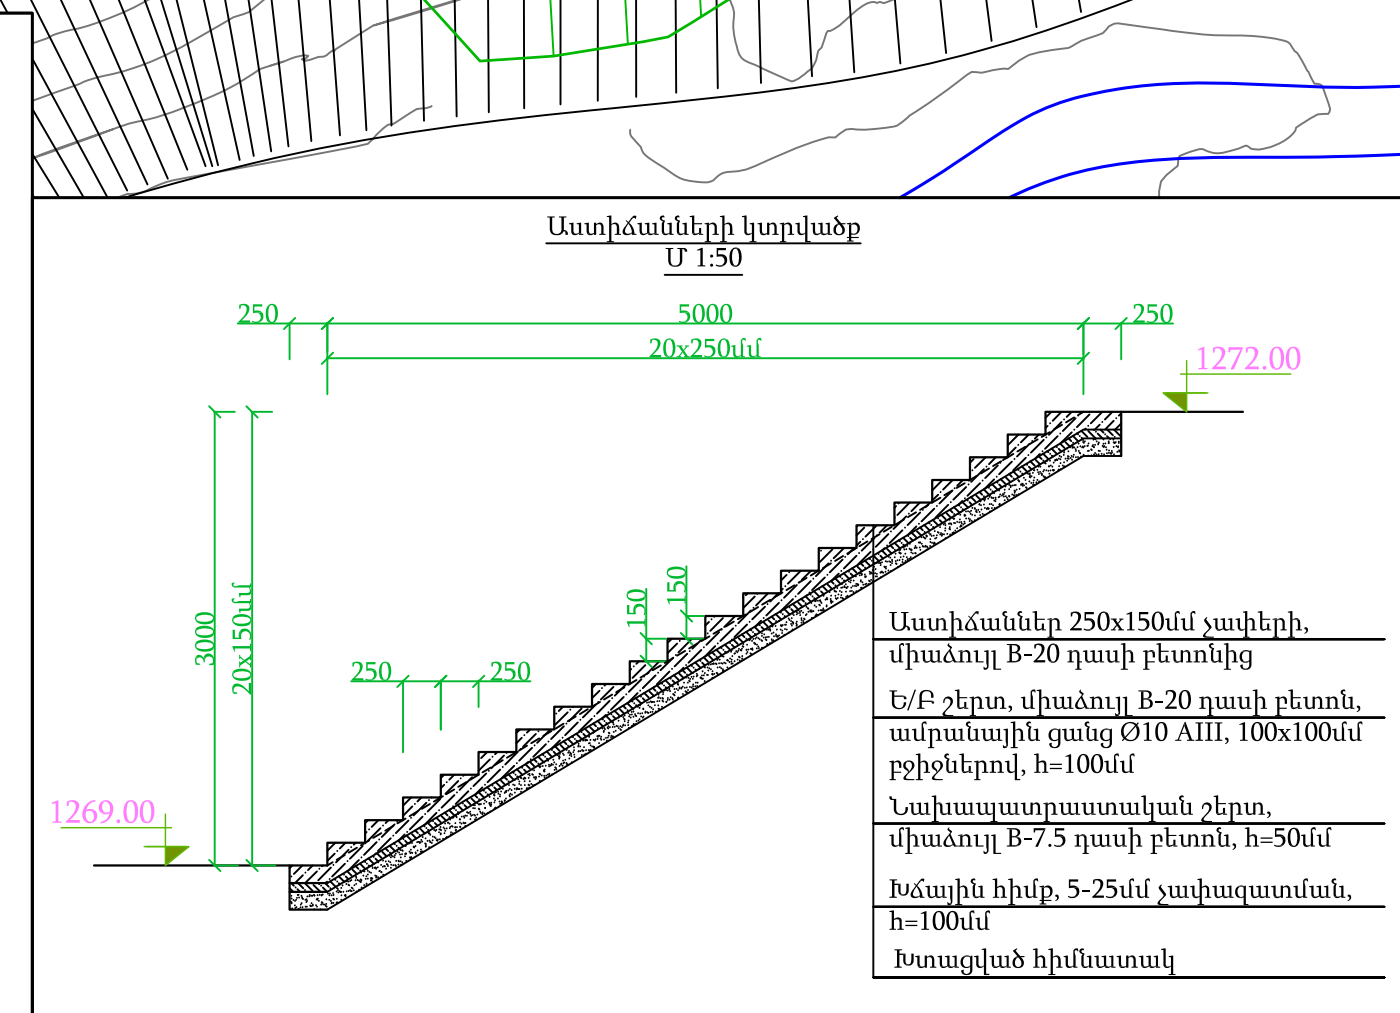 Աստիճանների կտրվածք
Մ 1:50
250
5000
250
20x250մմ
1272.00
3000
20x150մմ
150
150
250
250
1269.00
Աստիճաններ 250x150մմ չափերի,
միաձույլ B-20 դասի բետոնից
Ե/Բ շերտ, միաձույլ B-20 դասի բետոն,
ամրանային ցանց Ø10 AIII, 100x100մմ
բջիջներով, h=100մմ
Նախապատրաստական շերտ,
միաձույլ B-7.5 դասի բետոն, h=50մմ
Խճային հիմք, 5-25մմ չափազատման,
h=100մմ
Խտացված հիմնատակ